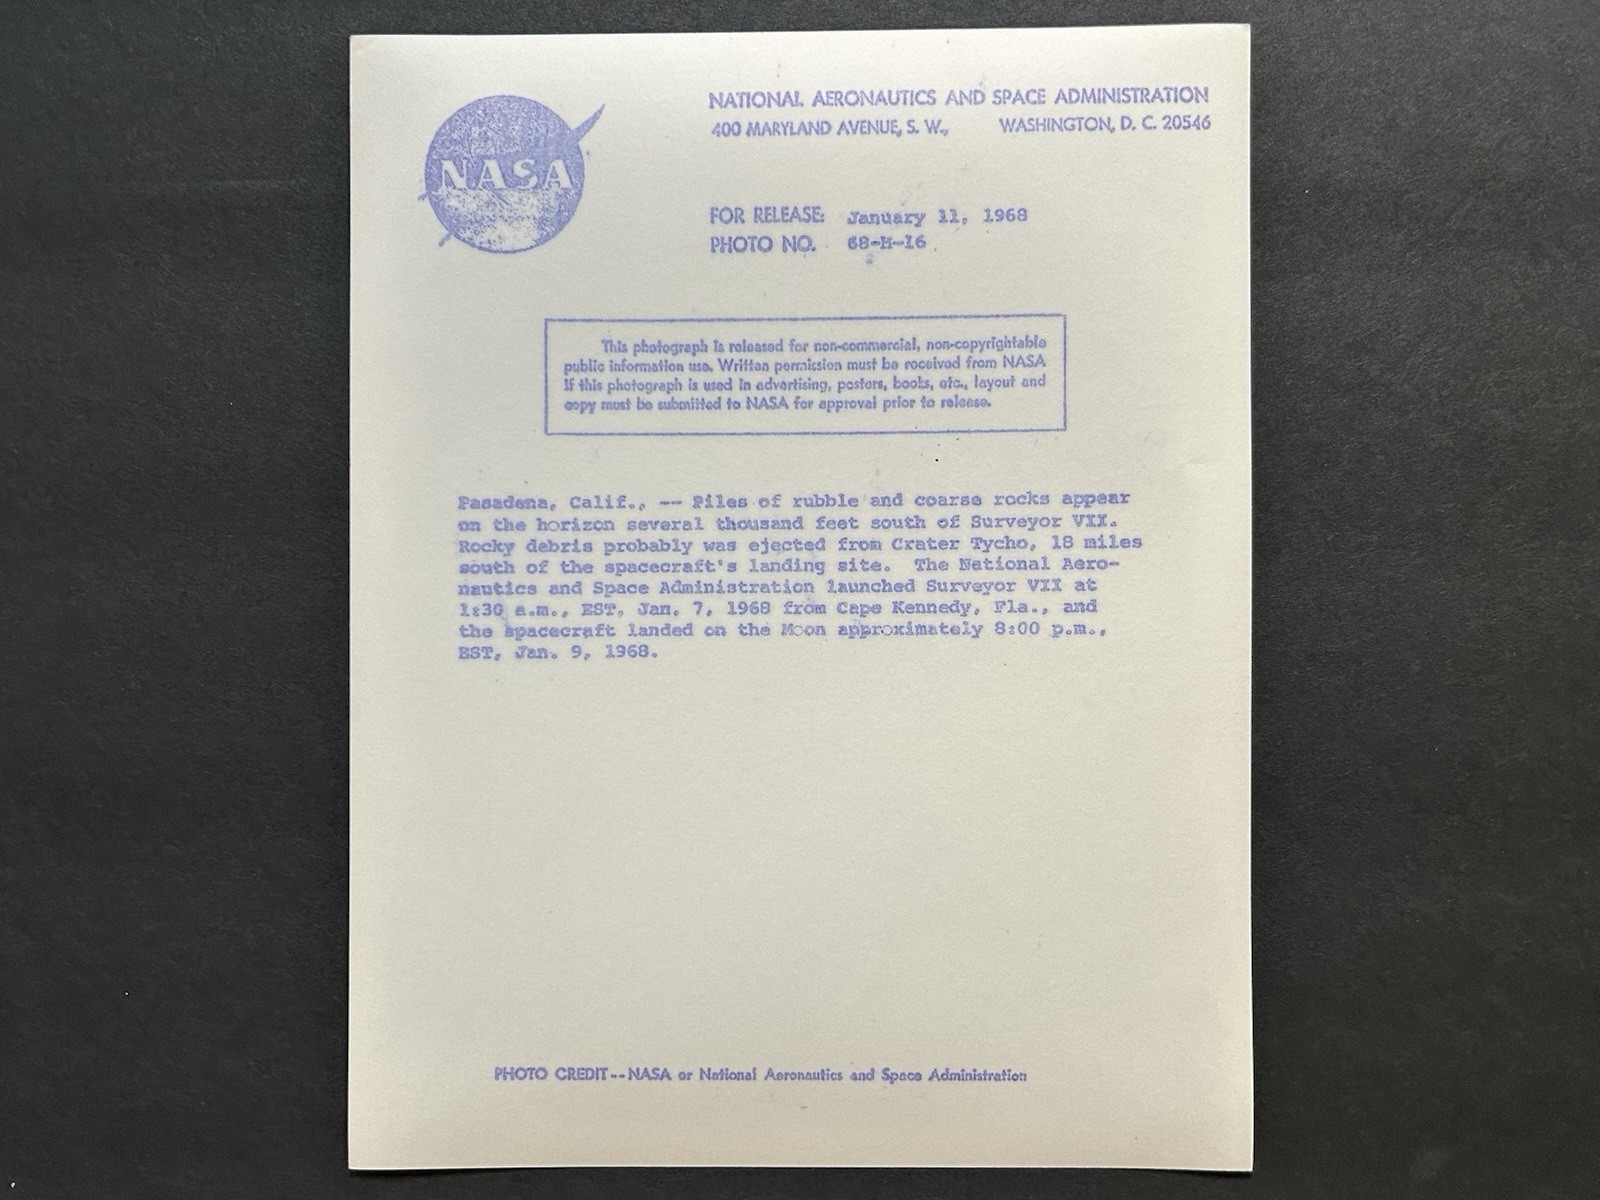 NASA
NATIONAL AERONAUTICS AND SPACE ADMINISTRATION
400 MARYLAND AVENUE, S. W., WASHINGTON, D. C. 20546
FOR RELEASE: January 11, 1968
PHOTO NO. 68-H-16
This photograph is released for non-commercial, non-copyrightable
public information use. Written permission must be received from NASA
if this photograph is used in advertising, posters, books, etc., layout and
copy must be submitted to NASA for approval prior to release.
Pasadena, Calif., -- Piles of rubble and coarse rocks appear
on the horizon several thousand feet south of Surveyor VII.
Rocky debris probably was ejected from Crater Tycho, 18 miles
south of the spacecraft's landing site. The National Aero-
nautics and Space Administration launched Surveyor VII at
1:30 a.m., EST, Jan. 7, 1968 from Cape Kennedy, Fla., and
the spacecraft landed on the Moon approximately 8:00 p.m.,
EST, Jan. 9, 1968.
PHOTO CREDIT--NASA or National Aeronautics and Space Administration